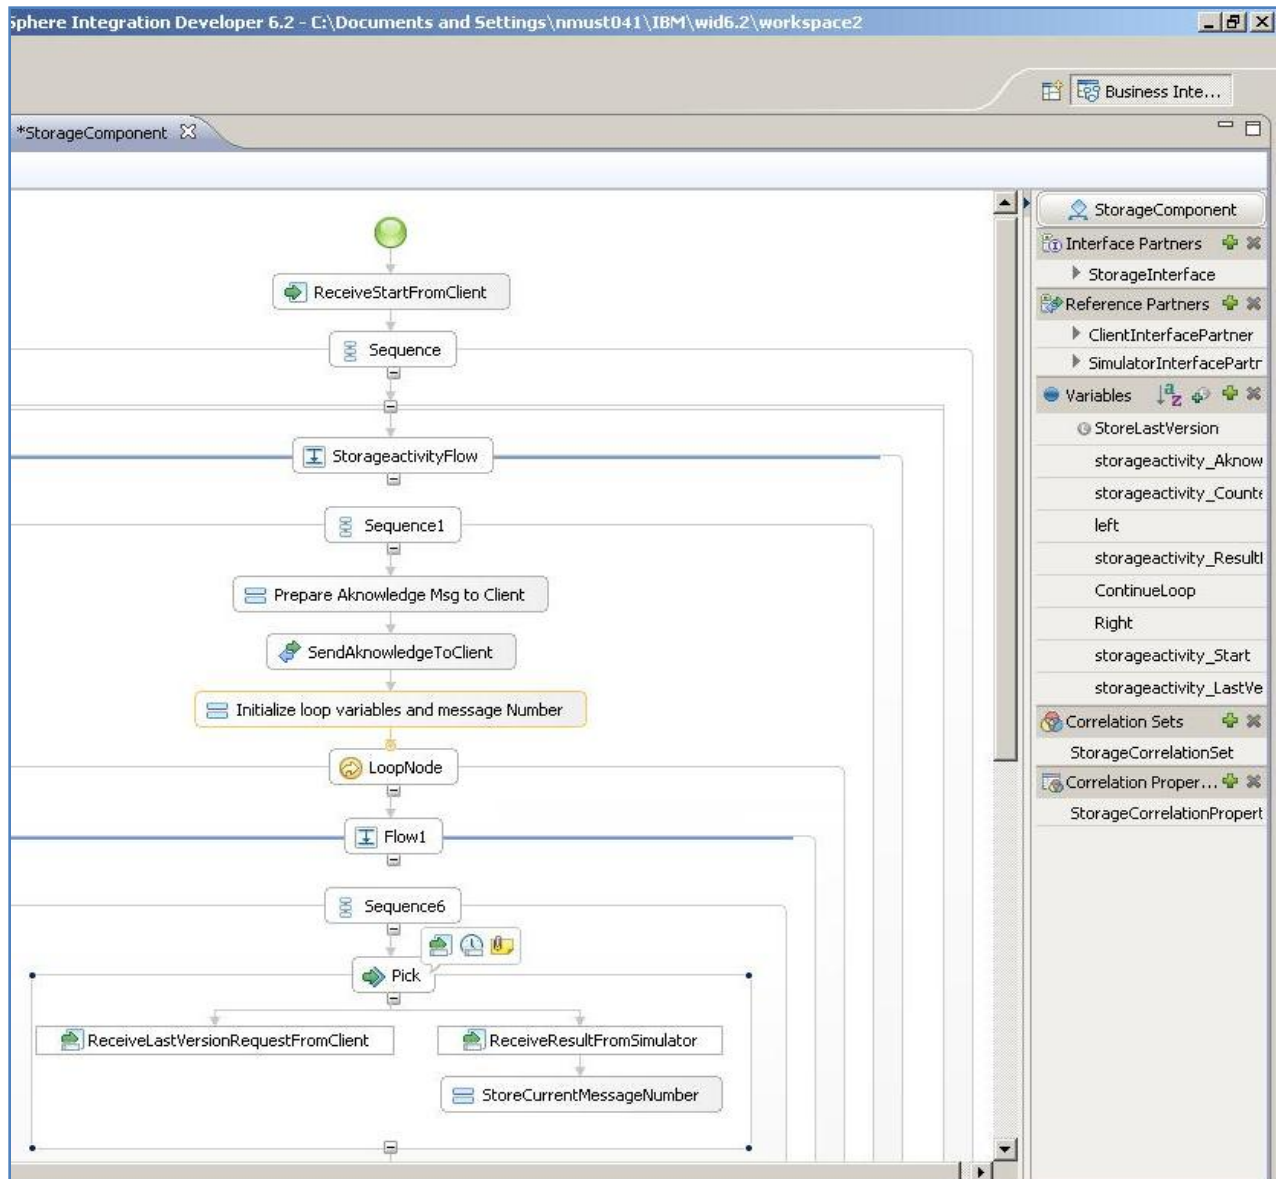 phere Integration Developer 6.2 - C:\Documents and Settings\nmust041\IBM\wid6.2\workspace2
Business Inte...
*StorageComponent
StorageComponent
Interface Partners
StorageInterface
Reference Partners
ClientInterfacePartner
SimulatorInterfacePartr
Variables
StoreLastVersion
storageactivity_Aknow
storageactivity_Counte
left
storageactivity_Resultl
ContinueLoop
Right
storageactivity_Start
storageactivity_LastVe
Correlation Sets
StorageCorrelationSet
Correlation Proper...
StorageCorrelationPropert
ReceiveStartFromClient
Sequence
StorageactivityFlow
Sequence1
Prepare Aknowledge Msg to Client
SendAknowledgeToClient
Initialize loop variables and message Number
LoopNode
Flow1
Sequence6
Pick
ReceiveLastVersionRequestFromClient
ReceiveResultFromSimulator
StoreCurrentMessageNumber